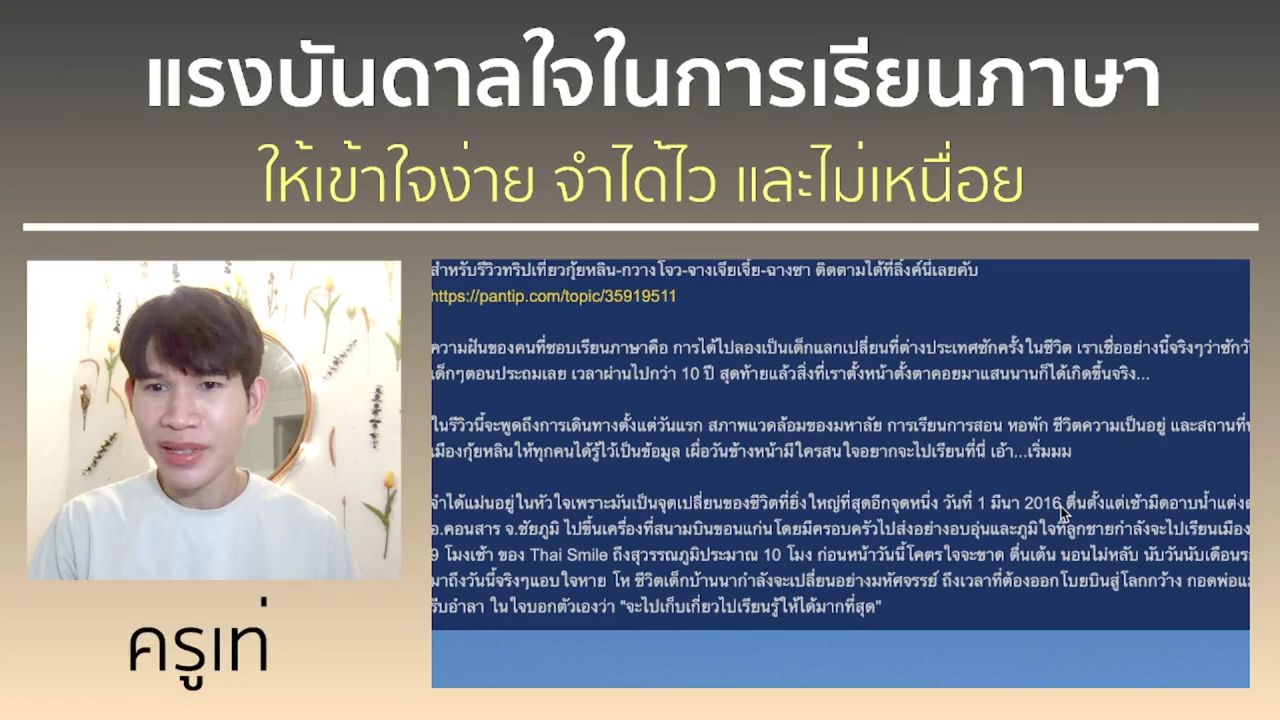 แรงบันดาลใจในการเรียนภาษา
ให้เข้าใจง่าย จำได้ไว และไม่เหนื่อย
สำหรับรีวิวทริปเที่ยวกุ้ยหลิน-กวางโจว-จางเจียเจี้ย-ฉางซา ติดตามได้ที่ลิ้งค์นี้เลยคับ
https://pantip.com/topic/35919511
ความฝันของคนที่ชอบเรียนภาษาคือ การได้ไปลองเป็นเด็กแลกเปลี่ยนที่ต่างประเทศซักครั้งในชีวิต เราเชื่ออย่างนี้จริงๆว่าซักวั
เด็กๆตอนประถมเลย เวลาผ่านไปกว่า 10 ปี สุดท้ายแล้วสิ่งที่เราตั้งหน้าตั้งตาคอยมาแสนนานก็ได้เกิดขึ้นจริง...
ในรีวิวนี้จะพูดถึงการเดินทางตั้งแต่วันแรก สภาพแวดล้อมของมหาลัย การเรียนการสอน หอพัก ชีวิตความเป็นอยู่ และสถานที่ท
เมืองกุ้ยหลินให้ทุกคนได้รู้ไว้เป็นข้อมูล เผื่อวันข้างหน้ามีใครสนใจอยากจะไปเรียนที่นี่ เอ้า...เริ่มมมม
จำได้แม่นอยู่ในหัวใจเพราะมันเป็นจุดเปลี่ยนของชีวิตที่ยิ่งใหญ่ที่สุดอีกจุดหนึ่ง วันที่ 1 มีนา 2016 ตื่นตั้งแต่เช้ามืดอาบน้ำแต่งต
อ.คอนสาร จ.ชัยภูมิ ไปขึ้นเครื่องที่สนามบินขอนแก่นโดยมีครอบครัวไปส่งอย่างอบอุ่นและภูมิใจที่ลูกชายกำลังจะไปเรียนเมือง
9 โมงเช้า ของ Thai Smile ถึงสุวรรณภูมิประมาณ 10 โมง ก่อนหน้าวันนี้โคตรใจจะขาด ตื่นเต้น นอนไม่หลับ นับวันนับเดือนร
มาถึงวันนี้จริงๆแอบใจหาย โห ชีวิตเด็กบ้านนากำลังจะเปลี่ยนอย่างมหัศจรรย์ ถึงเวลาที่ต้องออกโบยบินสู่โลกกว้าง กอดพ่อแ
รีบอำลา ในใจบอกตัวเองว่า "จะไปเก็บเกี่ยวไปเรียนรู้ให้ได้มากที่สุด"
ครูเท่